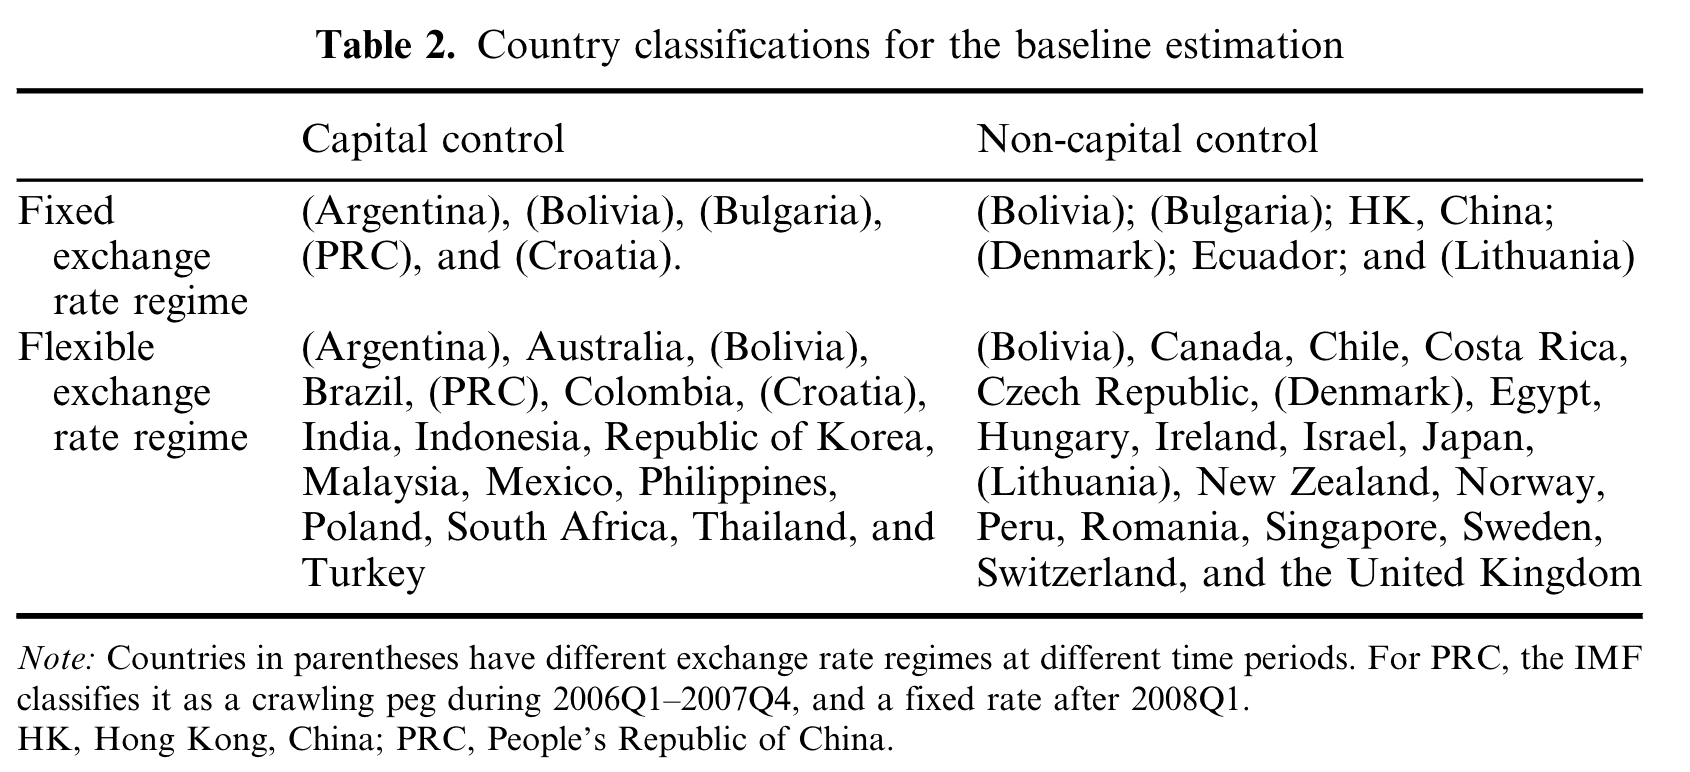 Table 2. Country classifications for the baseline estimation
Capital control Non-capital control
Fixed exchange rate regime
(Argentina), (Bolivia), (Bulgaria),
(PRC), and (Croatia).
(Bolivia); (Bulgaria); HK, China;
(Denmark); Ecuador; and (Lithuania)
Flexible exchange rate regime
(Argentina), Australia, (Bolivia),
Brazil, (PRC), Colombia, (Croatia),
India, Indonesia, Republic of Korea,
Malaysia, Mexico, Philippines,
Poland, South Africa, Thailand, and
Turkey
(Bolivia), Canada, Chile, Costa Rica,
Czech Republic, (Denmark), Egypt,
Hungary, Ireland, Israel, Japan,
(Lithuania), New Zealand, Norway,
Peru, Romania, Singapore, Sweden,
Switzerland, and the United Kingdom
Note: Countries in parentheses have different exchange rate regimes at different time periods. For PRC, the IMF
classifies it as a crawling peg during 2006Q1–2007Q4, and a fixed rate after 2008Q1.
HK, Hong Kong, China; PRC, People's Republic of China.